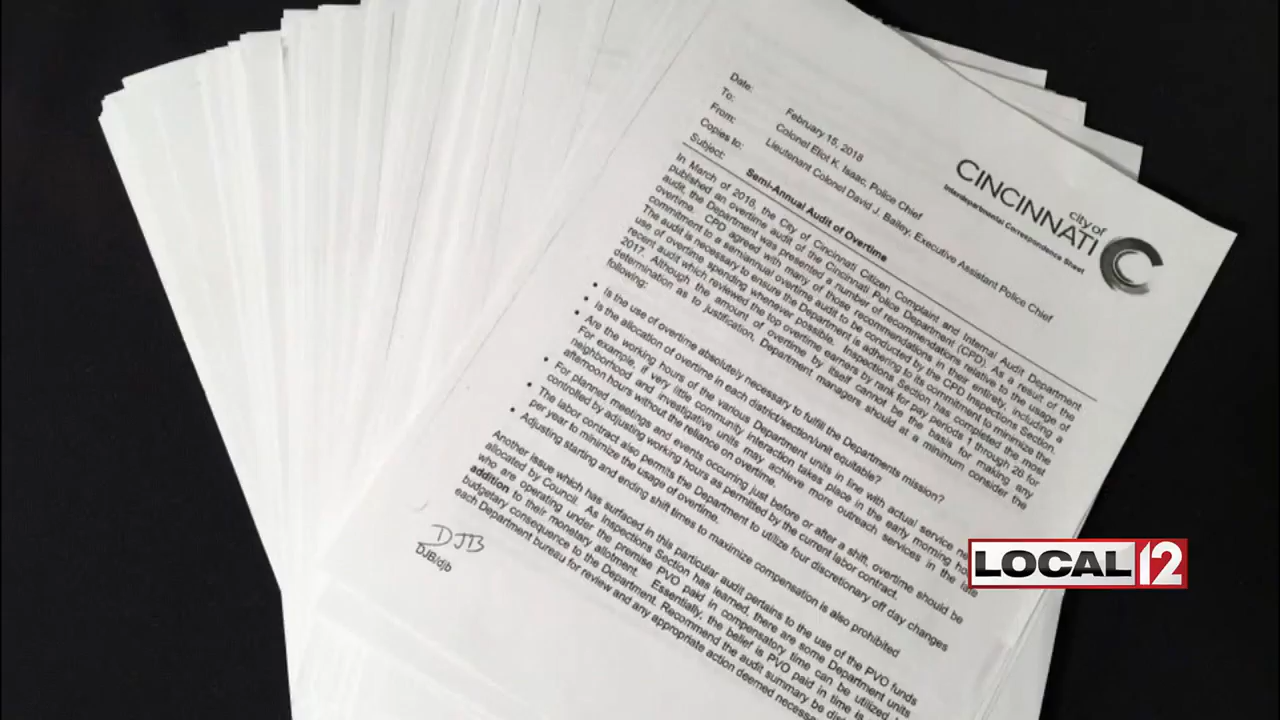 city of
CINCINNATI
Interdepartmental Correspondence Sheet
Date: February 15, 2018
To: Colonel Eliot K. Isaac, Police Chief
From: Lieutenant Colonel David J. Bailey, Executive Assistant Police Chief
Copies to:
Subject: Semi-Annual Audit of Overtime
In March of 2016, the City of Cincinnati Citizen Complaint and Internal Audit Department
published an overtime audit of the Cincinnati Police Department (CPD). As a result of the
audit, the Department was presented a number of recommendations relative to the usage of
overtime. CPD agreed with many of those recommendations in their entirety, including a
commitment to a semiannual overtime audit to be conducted by the CPD Inspections Section.
The audit is necessary to ensure the Department is adhering to its commitment to minimize the
use of overtime spending whenever possible. Inspections Section has completed the most
recent audit which reviewed the top overtime earners by rank for pay periods 1 through 26 for
2017. Although the amount of overtime by itself cannot be the basis for making any
determination as to justification, Department managers should at a minimum consider the
following:
• Is the use of overtime absolutely necessary to fulfill the Departments mission?
• Is the allocation of overtime in each district/section/unit equitable?
• Are the working hours of the various Department units in line with actual service
For example, if very little community interaction takes place in the early morning
neighborhood and investigative units may achieve more outreach services in the late
afternoon hours without the reliance on overtime.
• For planned meetings and events occurring just before or after a shift, overtime should be
controlled by adjusting working hours as permitted by the current labor contract.
• The labor contract also permits the Department to utilize four discretionary off day changes
per year to minimize the usage of overtime.
• Adjusting starting and ending shift times to maximize compensation is also prohibited
Another issue which has surfaced in this particular audit pertains to the use of the PVO funds
allocated by Council. As Inspections Section has learned, there are some Department units
who are operating under the premise PVO paid in compensatory time can be utilized
addition to their monetary allotment. Essentially, the belief is PVO paid in time is
budgetary consequence to the Department. Recommend the audit summary be
each Department bureau for review and any appropriate action deemed
DJB
DJB/djb
LOCAL 12